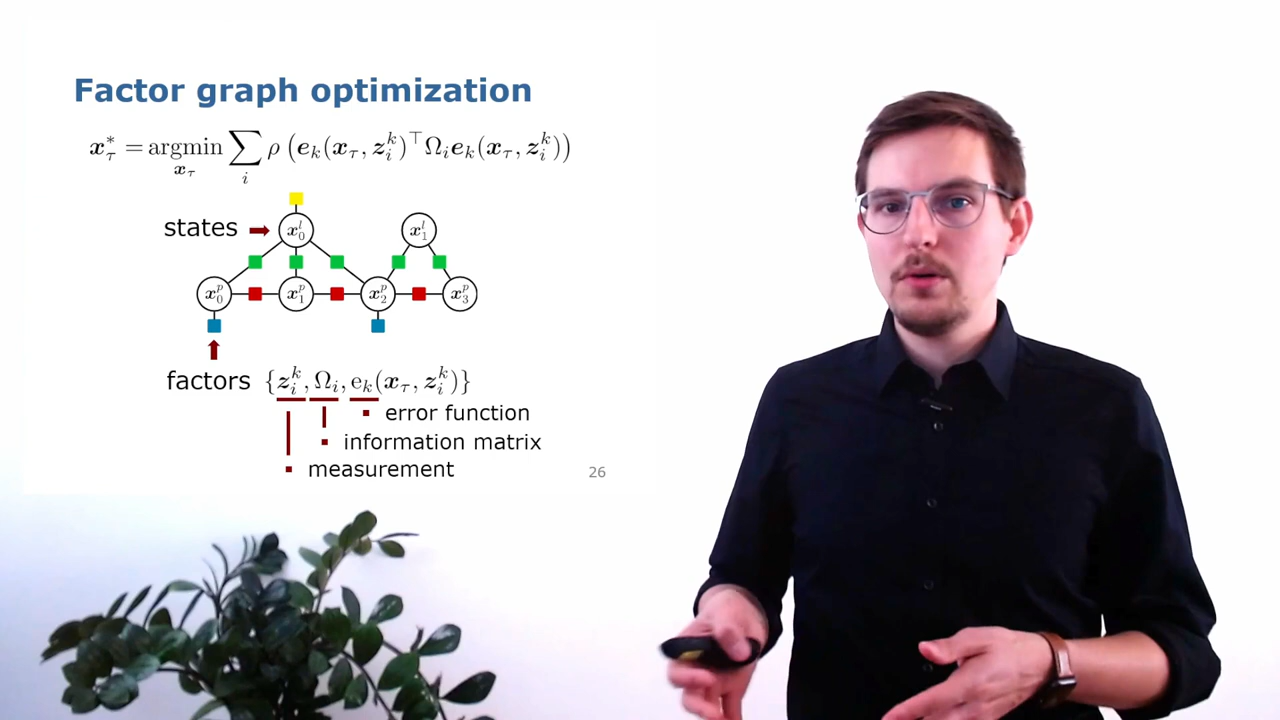 Factor graph optimization
x*_τ = argmin_{x_τ} ∑_i ρ (e_k(x_τ, z_i^k)^⊤ Ω_i e_k(x_τ, z_i^k))
states
x_0^l x_1^l
x_0^p x_1^p x_2^p x_3^p
factors {z_i^k, Ω_i, e_k(x_τ, z_i^k)}
▪ error function
▪ information matrix
▪ measurement
26